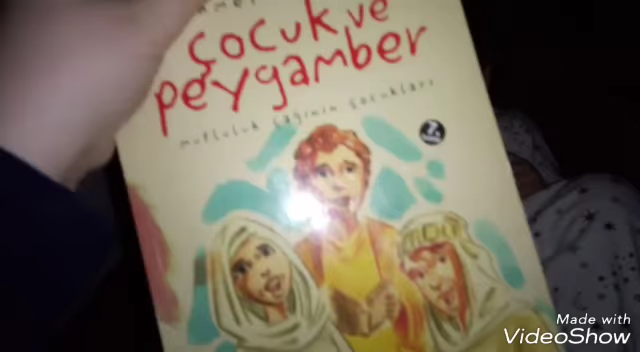 Çocuk ve
peygamber
mutluluk çağının çocukları
Made with
VideoShow